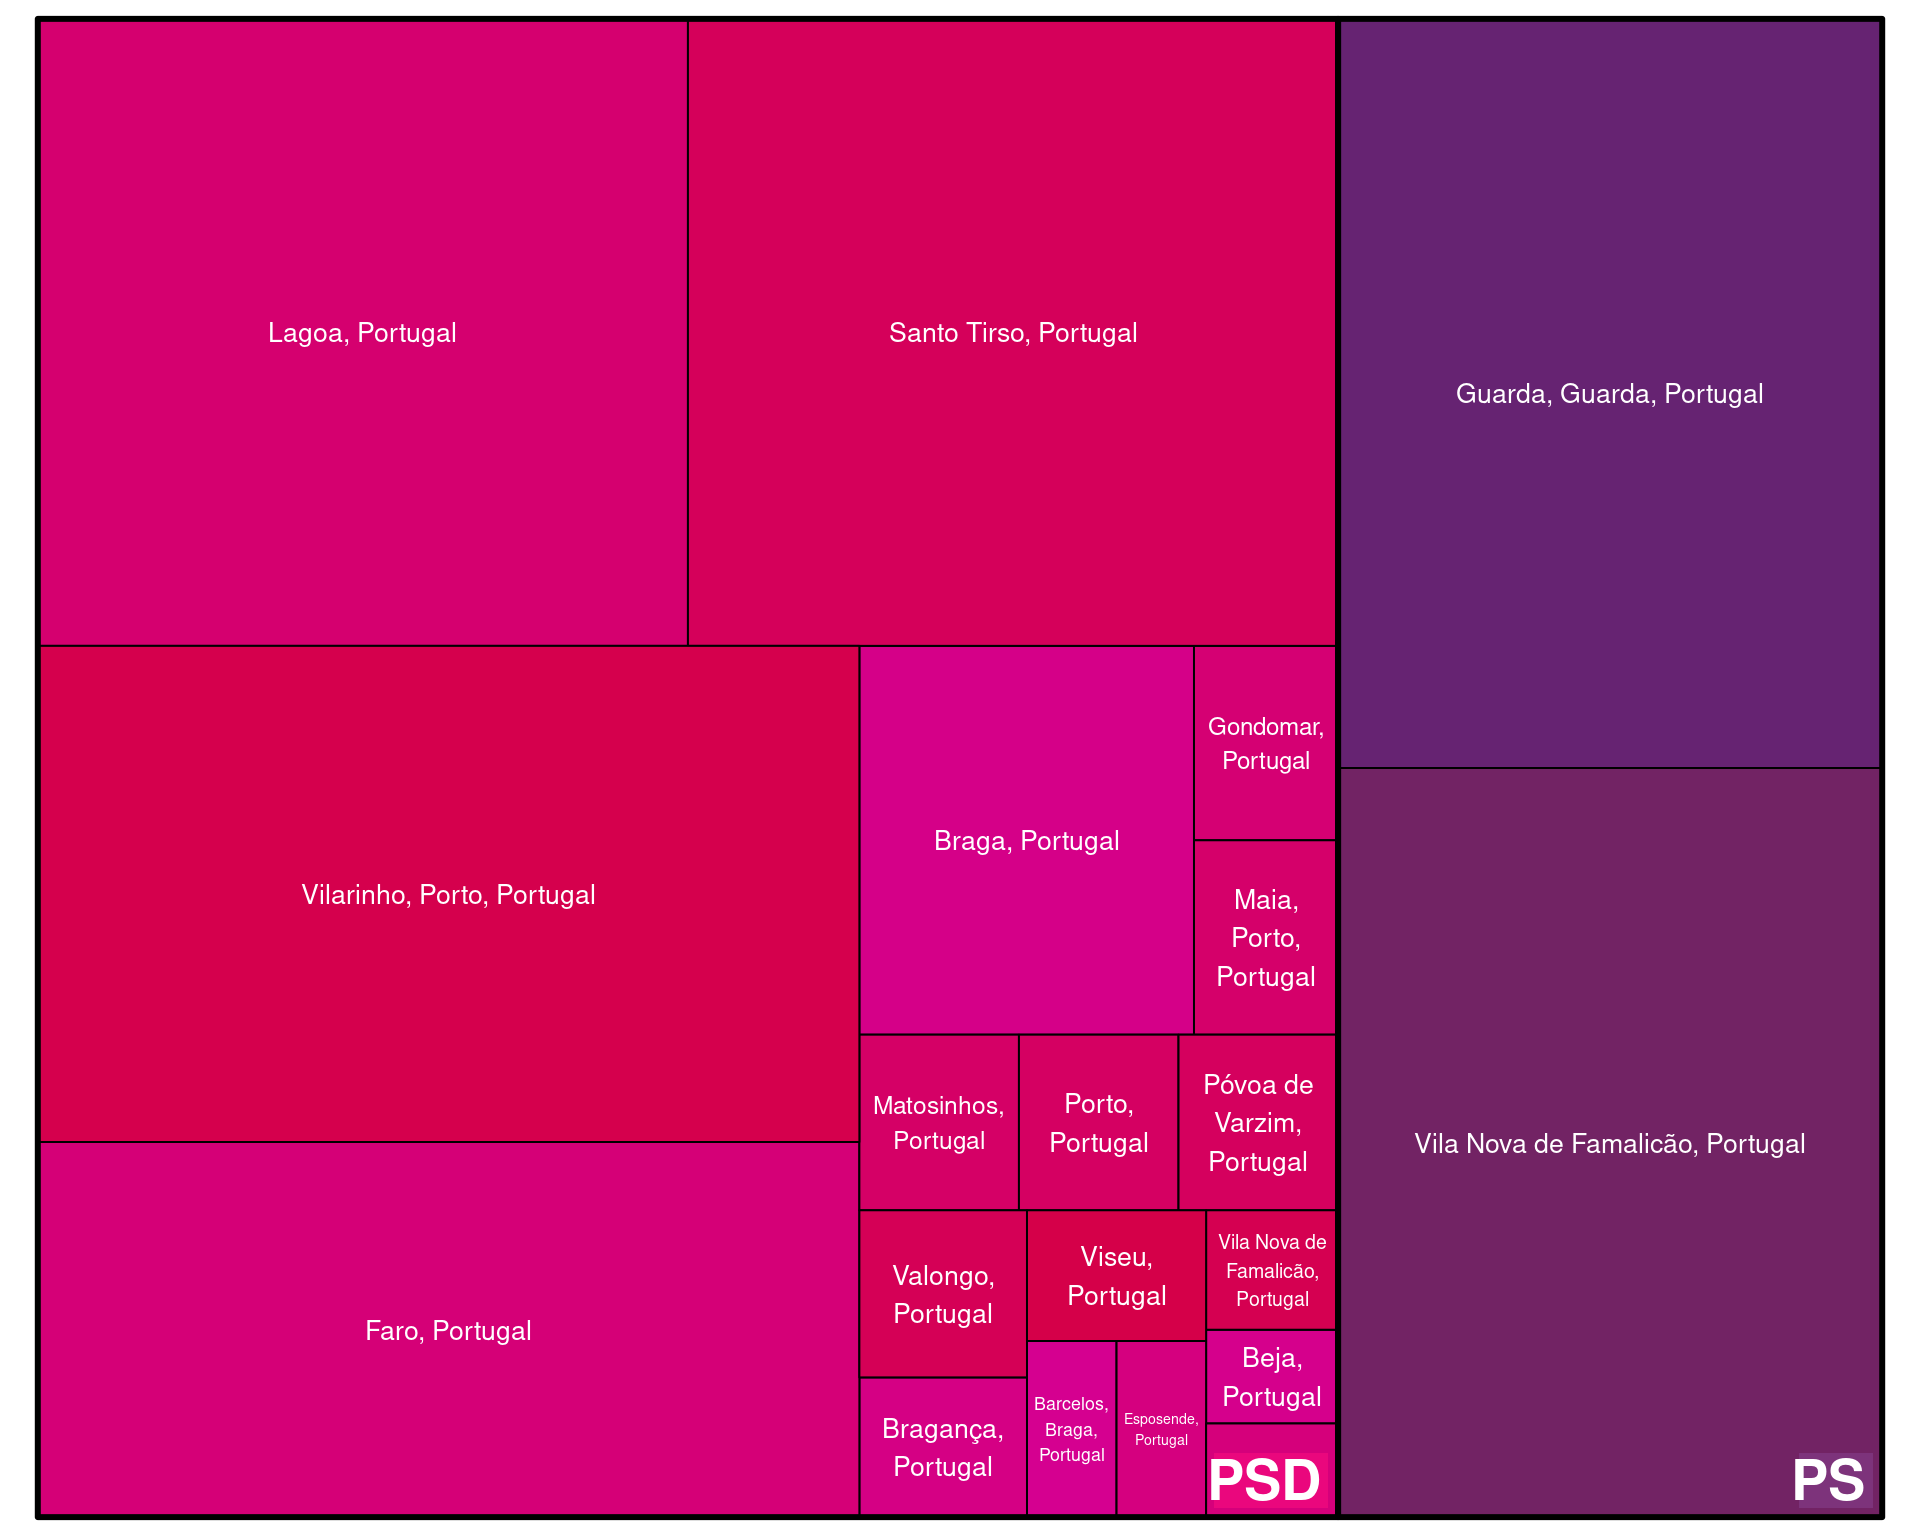 Lagoa, Portugal
Santo Tirso, Portugal
Guarda, Guarda, Portugal
Vilarinho, Porto, Portugal
Braga, Portugal
Gondomar,
Portugal
Maia,
Porto,
Portugal
Matosinhos,
Portugal
Porto,
Portugal
Póvoa de
Varzim,
Portugal
Vila Nova de Famalicão, Portugal
Faro, Portugal
Valongo,
Portugal
Viseu,
Portugal
Vila Nova de
Famalicão,
Portugal
Bragança,
Portugal
Barcelos,
Braga,
Portugal
Esposende,
Portugal
Beja,
Portugal
PSD
PS